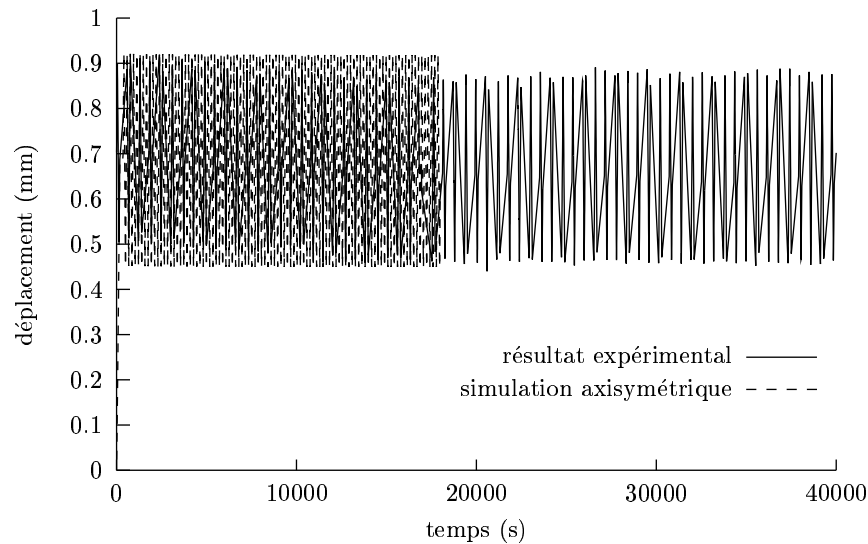 1
0.9
0.8
0.7
0.6
0.5
0.4
0.3
0.2
0.1
0
déplacement (mm)
résultat expérimental
simulation axisymétrique
0 10000 20000 30000 40000
temps (s)